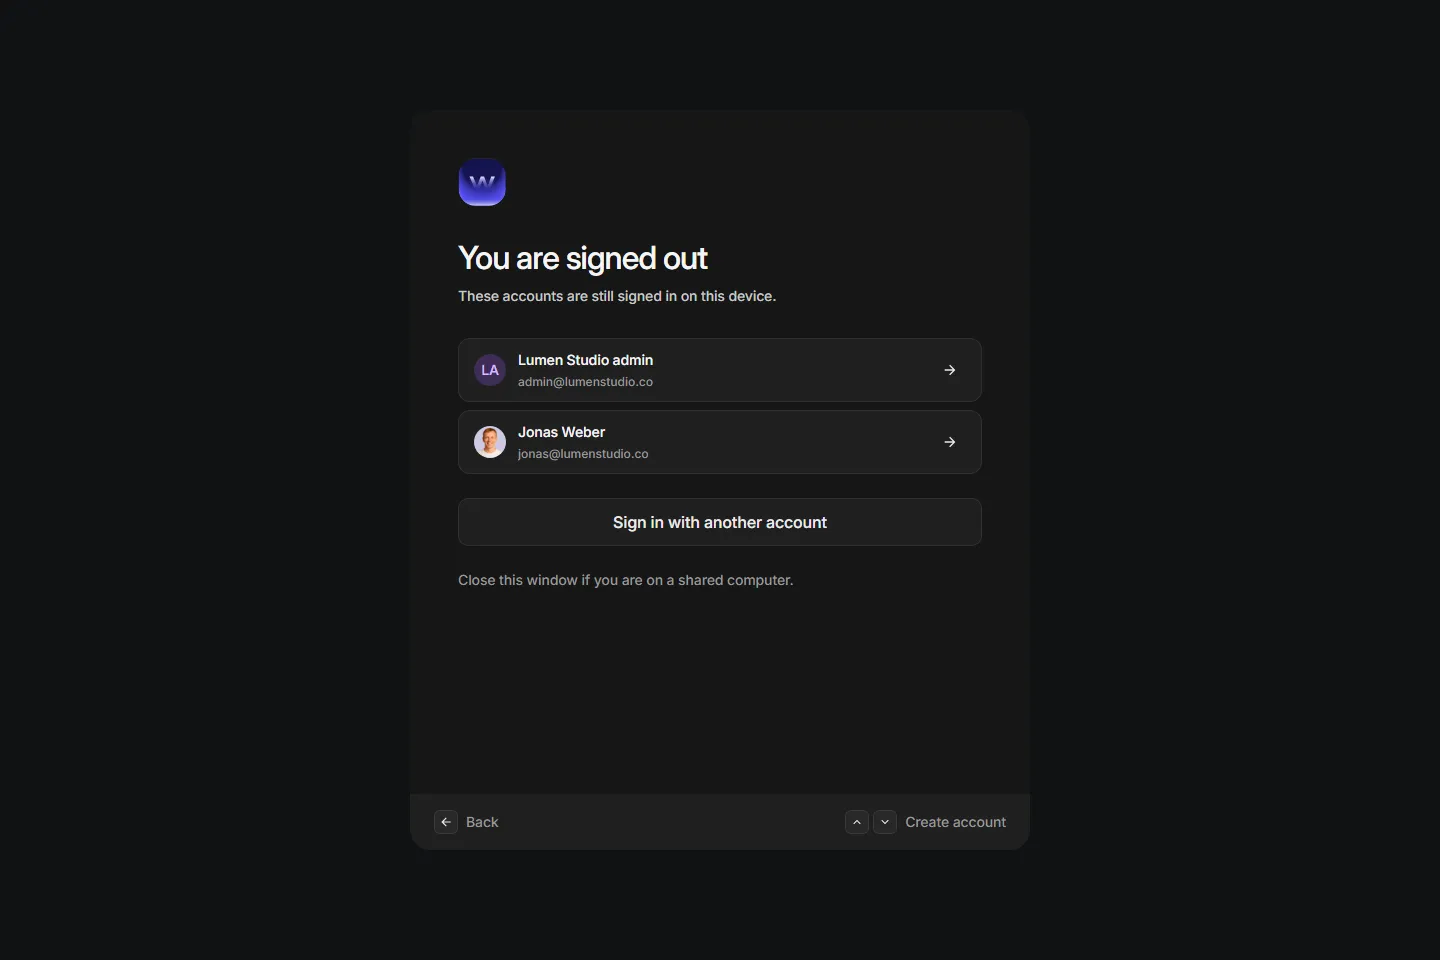 W
You are signed out
These accounts are still signed in on this device.
LA
Lumen Studio admin
admin@lumenstudio.co
Jonas Weber
jonas@lumenstudio.co
Sign in with another account
Close this window if you are on a shared computer.
Back
Create account